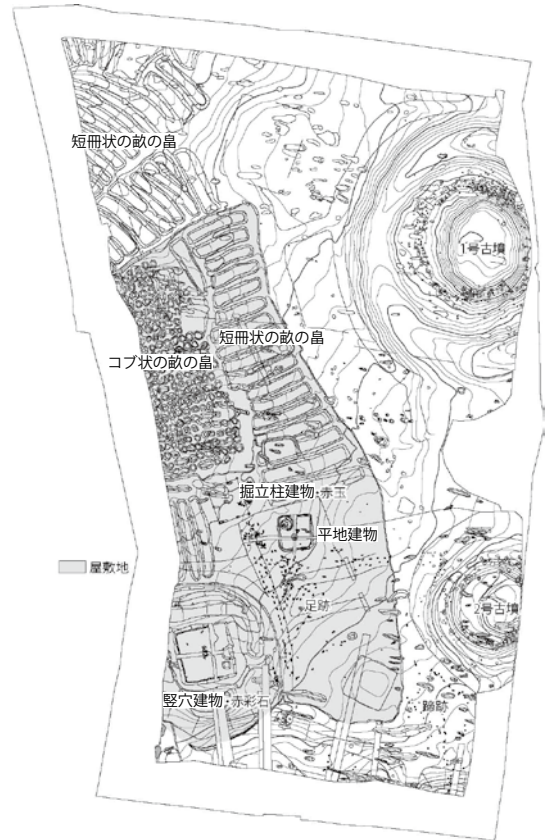 短冊状の畝の畠
1号古墳
短冊状の畝の畠
コブ状の畝の畠
掘立柱建物・赤玉
平地建物
屋敷地
2号古墳
足跡
竪穴建物・赤彩石
蹄跡